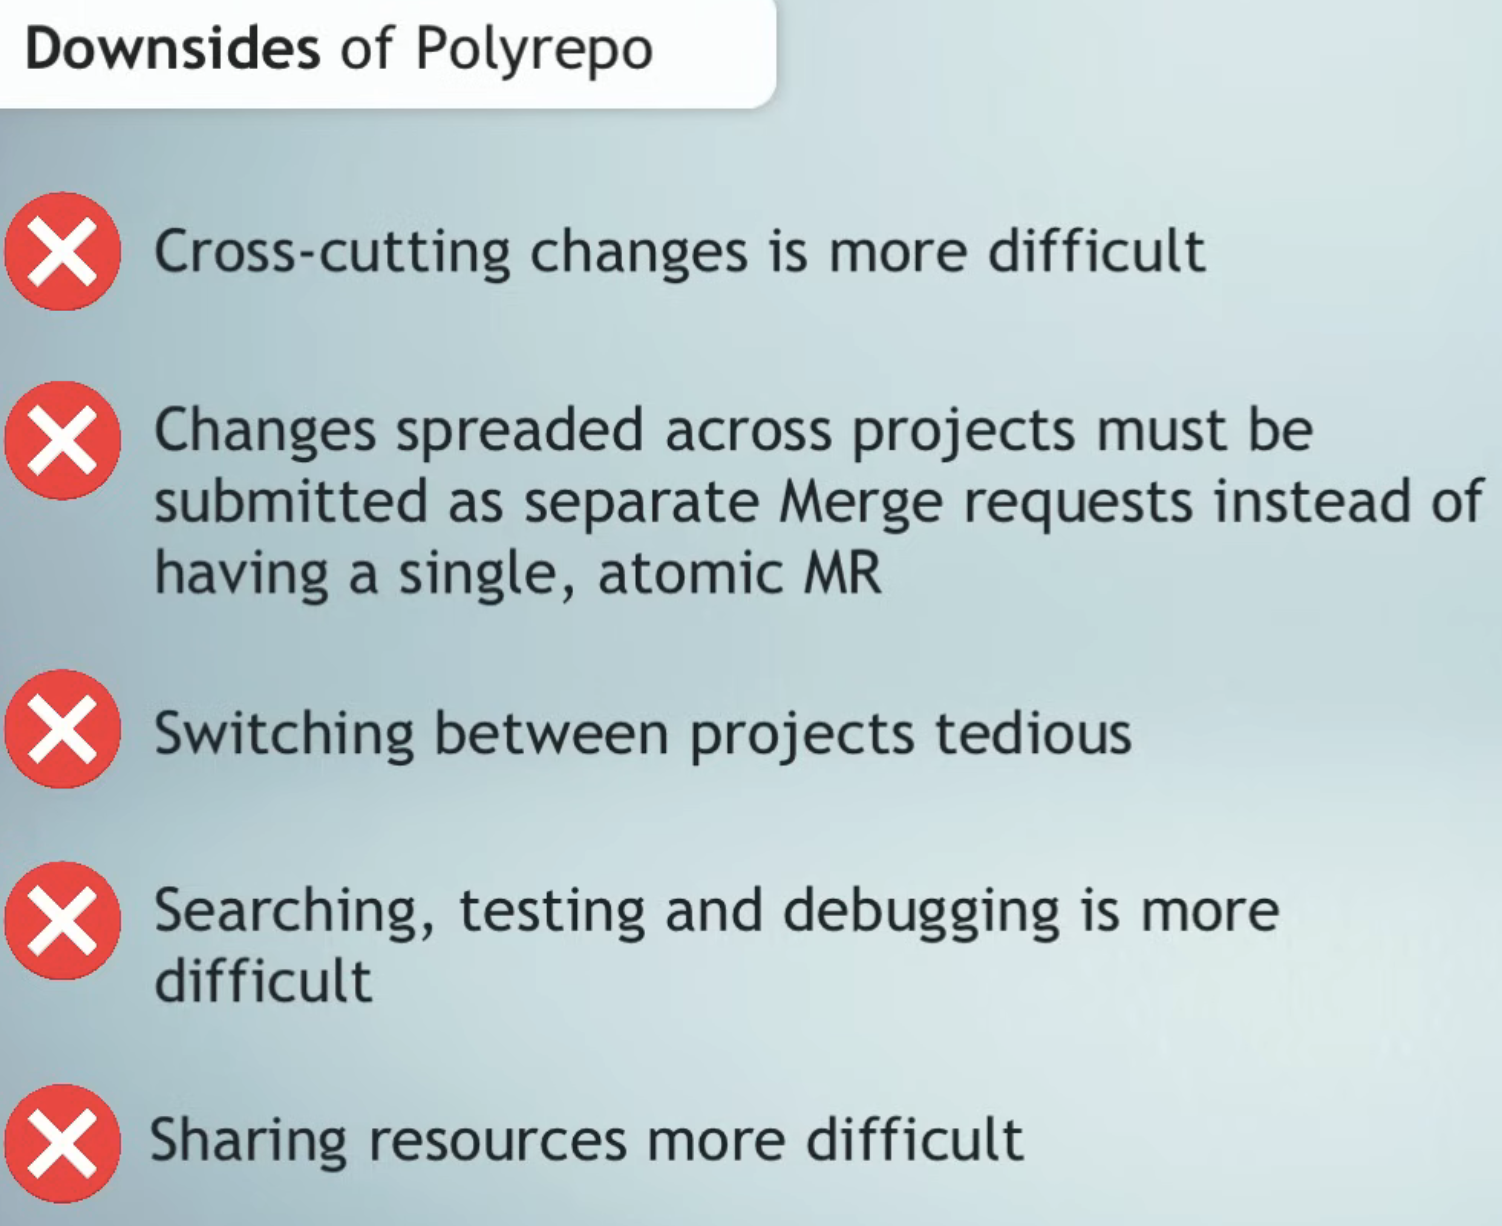 Downsides of Polyrepo
Cross-cutting changes is more difficult
Changes spreaded across projects must be
submitted as separate Merge requests instead of
having a single, atomic MR
Switching between projects tedious
Searching, testing and debugging is more
difficult
Sharing resources more difficult